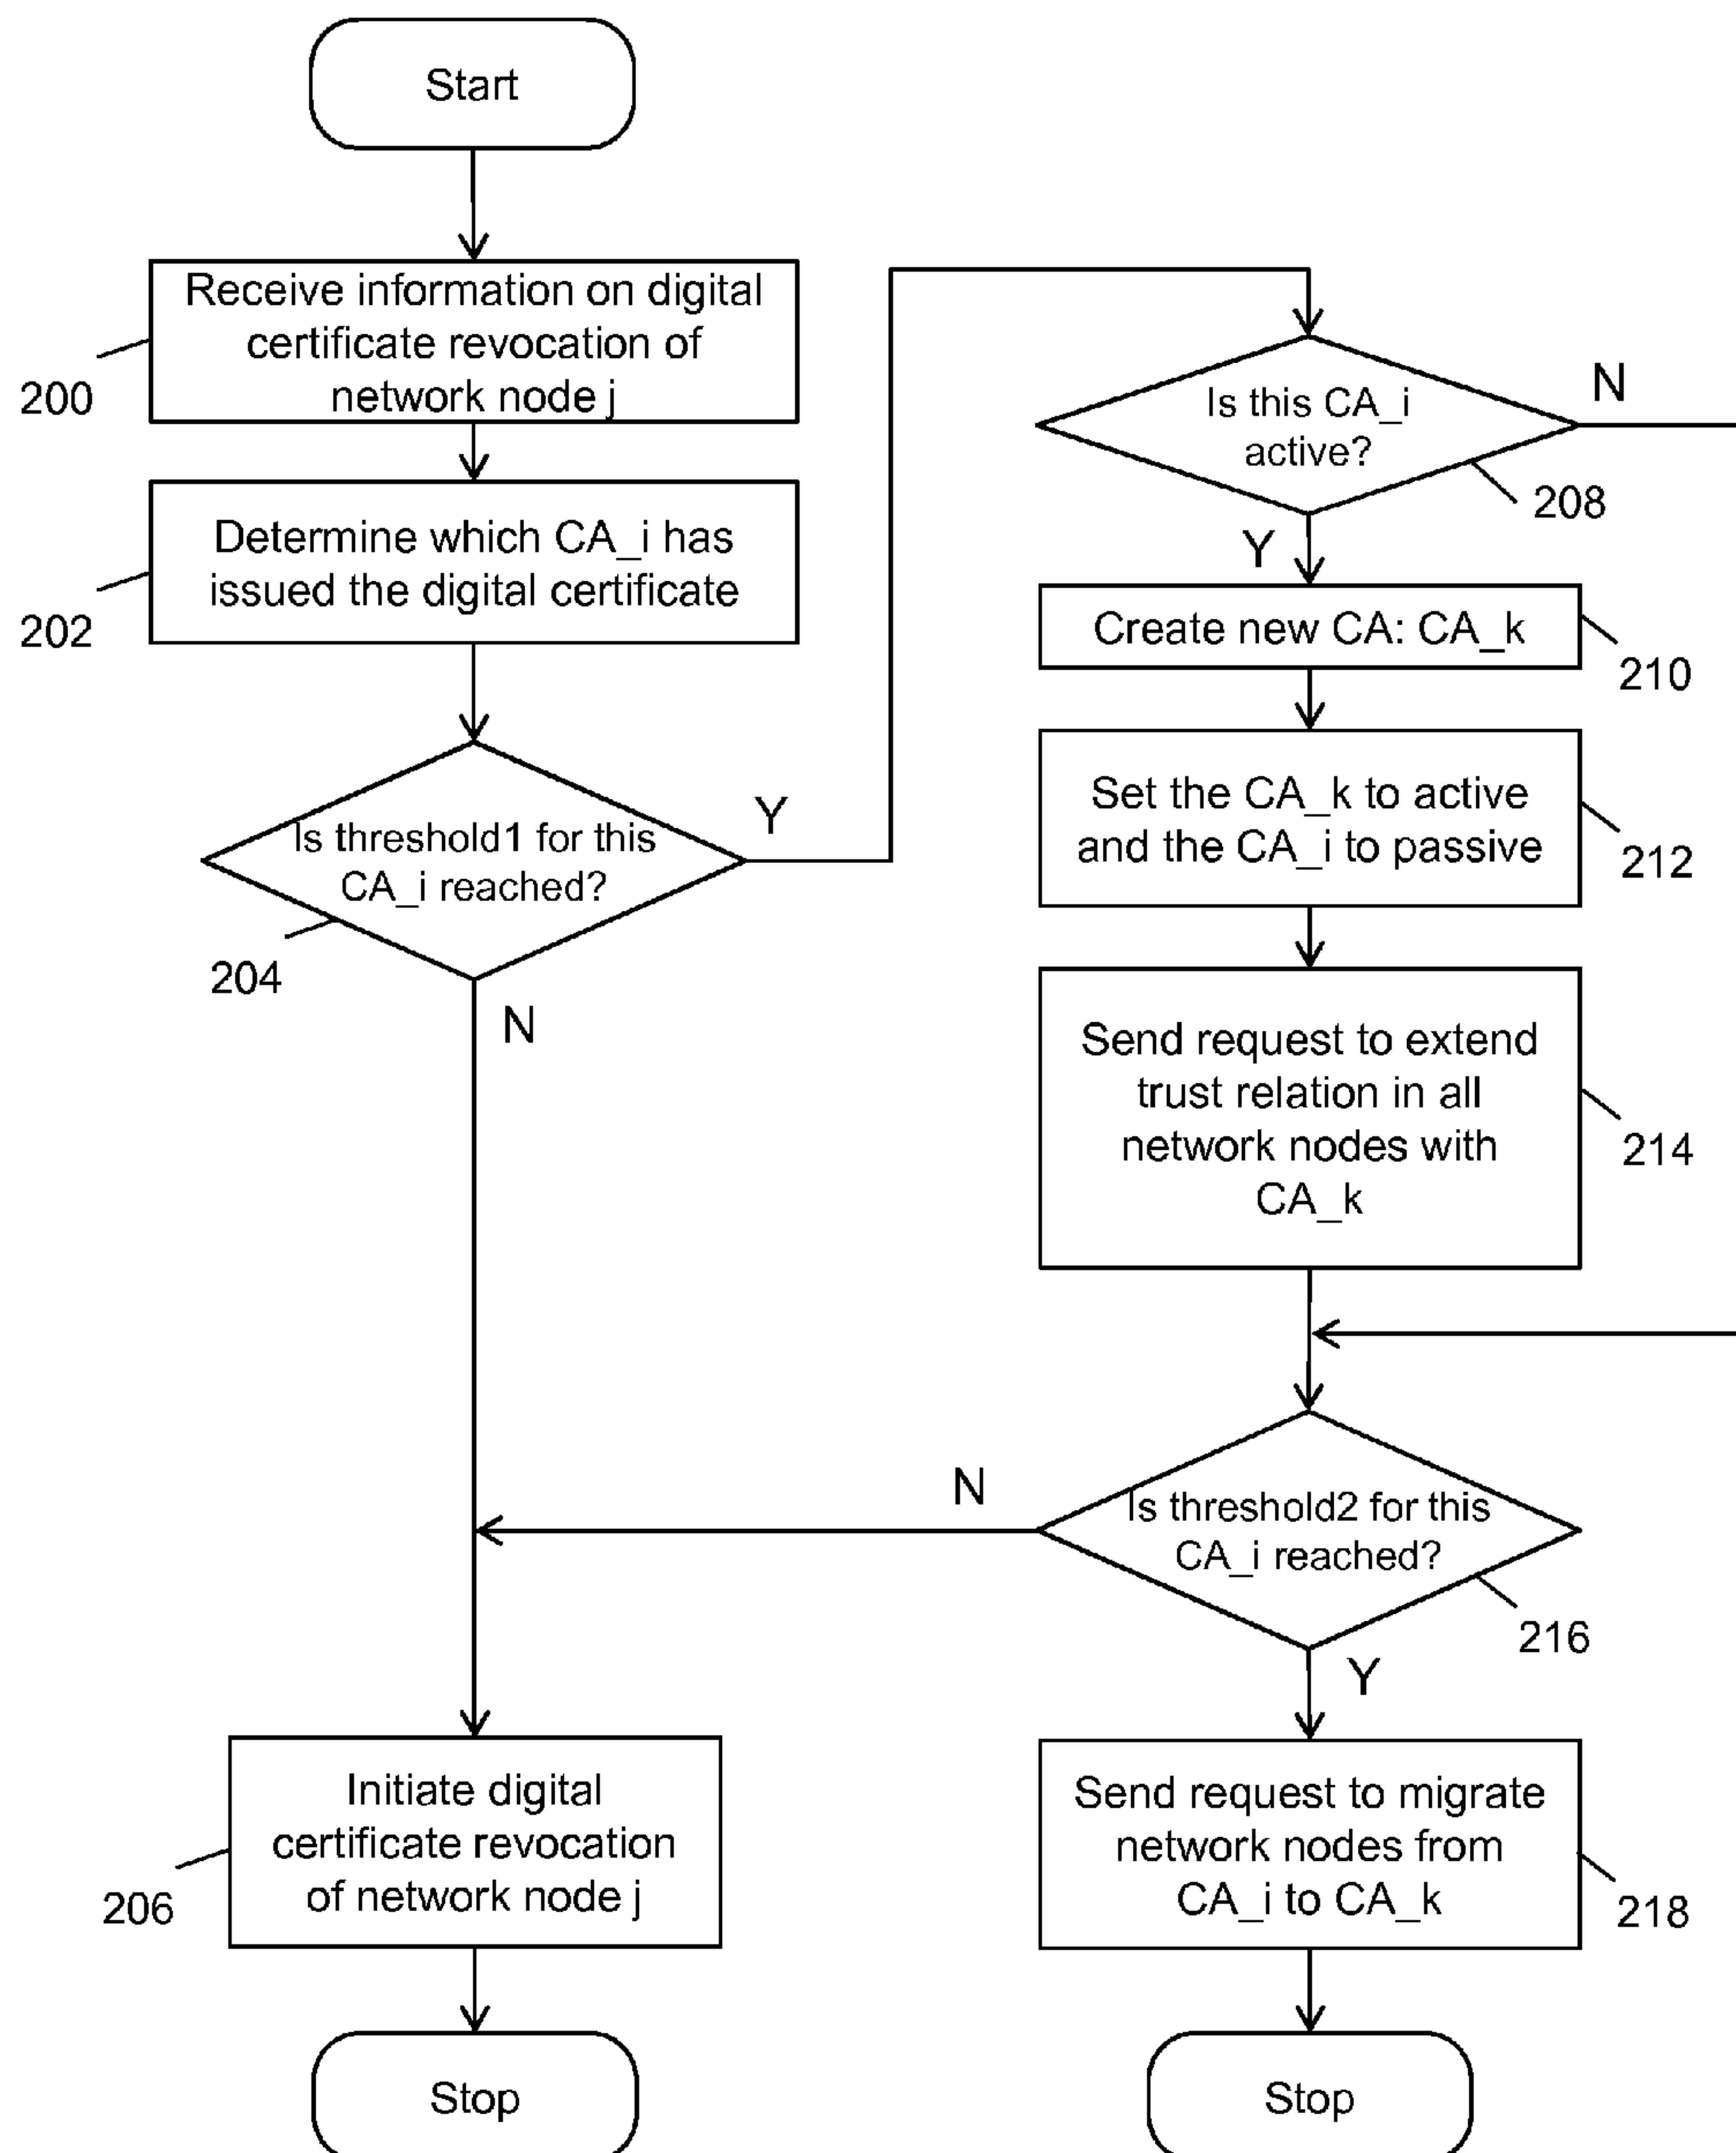 Start
Receive information on digital
certificate revocation of
network node j
200
Determine which CA_i has
issued the digital certificate
202
Is threshold1 for this
CA_i reached?
Y
204
N
Initiate digital
certificate revocation
of network node j
206
Stop
Is this CA_i
active?
N
208
Y
Create new CA: CA_k
210
Set the CA_k to active
and the CA_i to passive
212
Send request to extend
trust relation in all
network nodes with
CA_k
214
N
Is threshold2 for this
CA_i reached?
216
Y
Send request to migrate
network nodes from
CA_i to CA_k
218
Stop